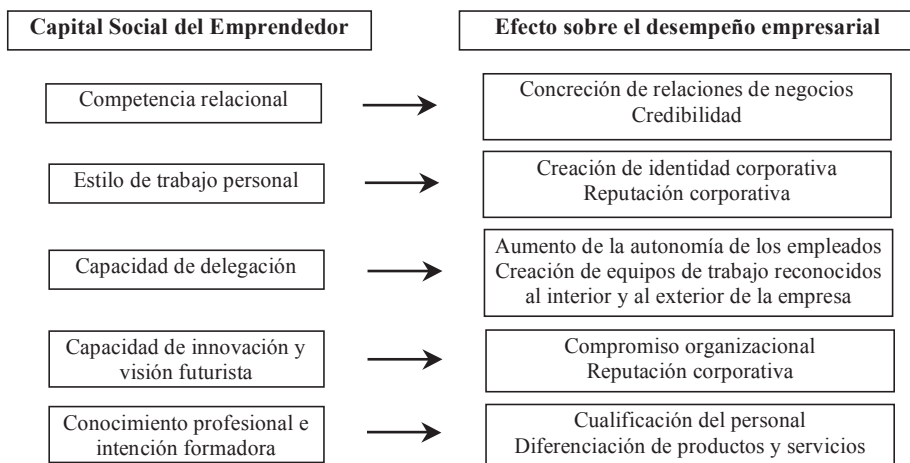 Capital Social del Emprendedor
Efecto sobre el desempeño empresarial
Competencia relacional
Concreción de relaciones de negocios
Credibilidad
Estilo de trabajo personal
Creación de identidad corporativa
Reputación corporativa
Capacidad de delegación
Aumento de la autonomía de los empleados
Creación de equipos de trabajo reconocidos
al interior y al exterior de la empresa
Capacidad de innovación y
visión futurista
Compromiso organizacional
Reputación corporativa
Conocimiento profesional e
intención formadora
Cualificación del personal
Diferenciación de productos y servicios